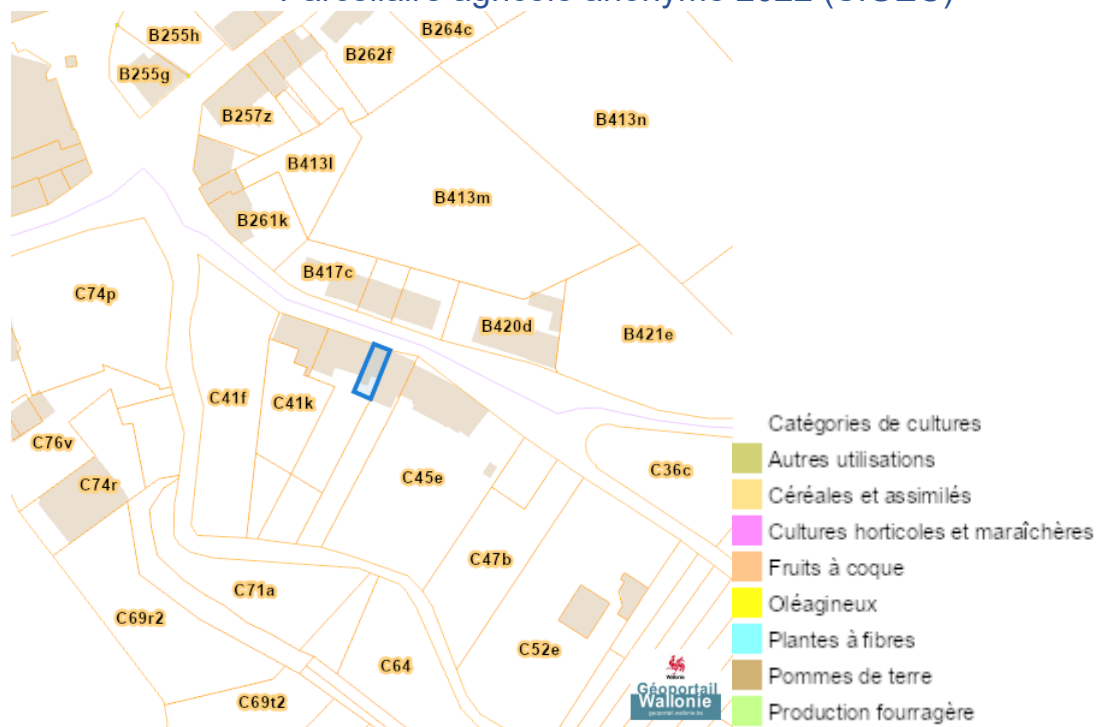 Parcellaire agricole anonyme 2022 (SIGEC)
B255h
B264c
B262f
B255g
B257z
B413n
B413l
B413m
B261k
B417c
C74p
B420d
B421e
C41f
C41k
C76v
C74r
C45e
C36c
C47b
C71a
C69r2
C52e
C64
C69t2
Wallonie
Géoportail
Wallonie
geoportail.wallonie.be
Catégories de cultures
Autres utilisations
Céréales et assimilés
Cultures horticoles et maraîchères
Fruits à coque
Oléagineux
Plantes à fibres
Pommes de terre
Production fourragère